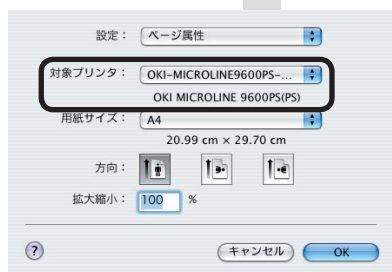 設定： ページ属性
対象プリンタ： OKI-MICROLINE9600PS-...
OKI MICROLINE 9600PS(PS)
用紙サイズ： A4
20.99 cm × 29.70 cm
方向：
拡大縮小： 100 %
? キャンセル OK